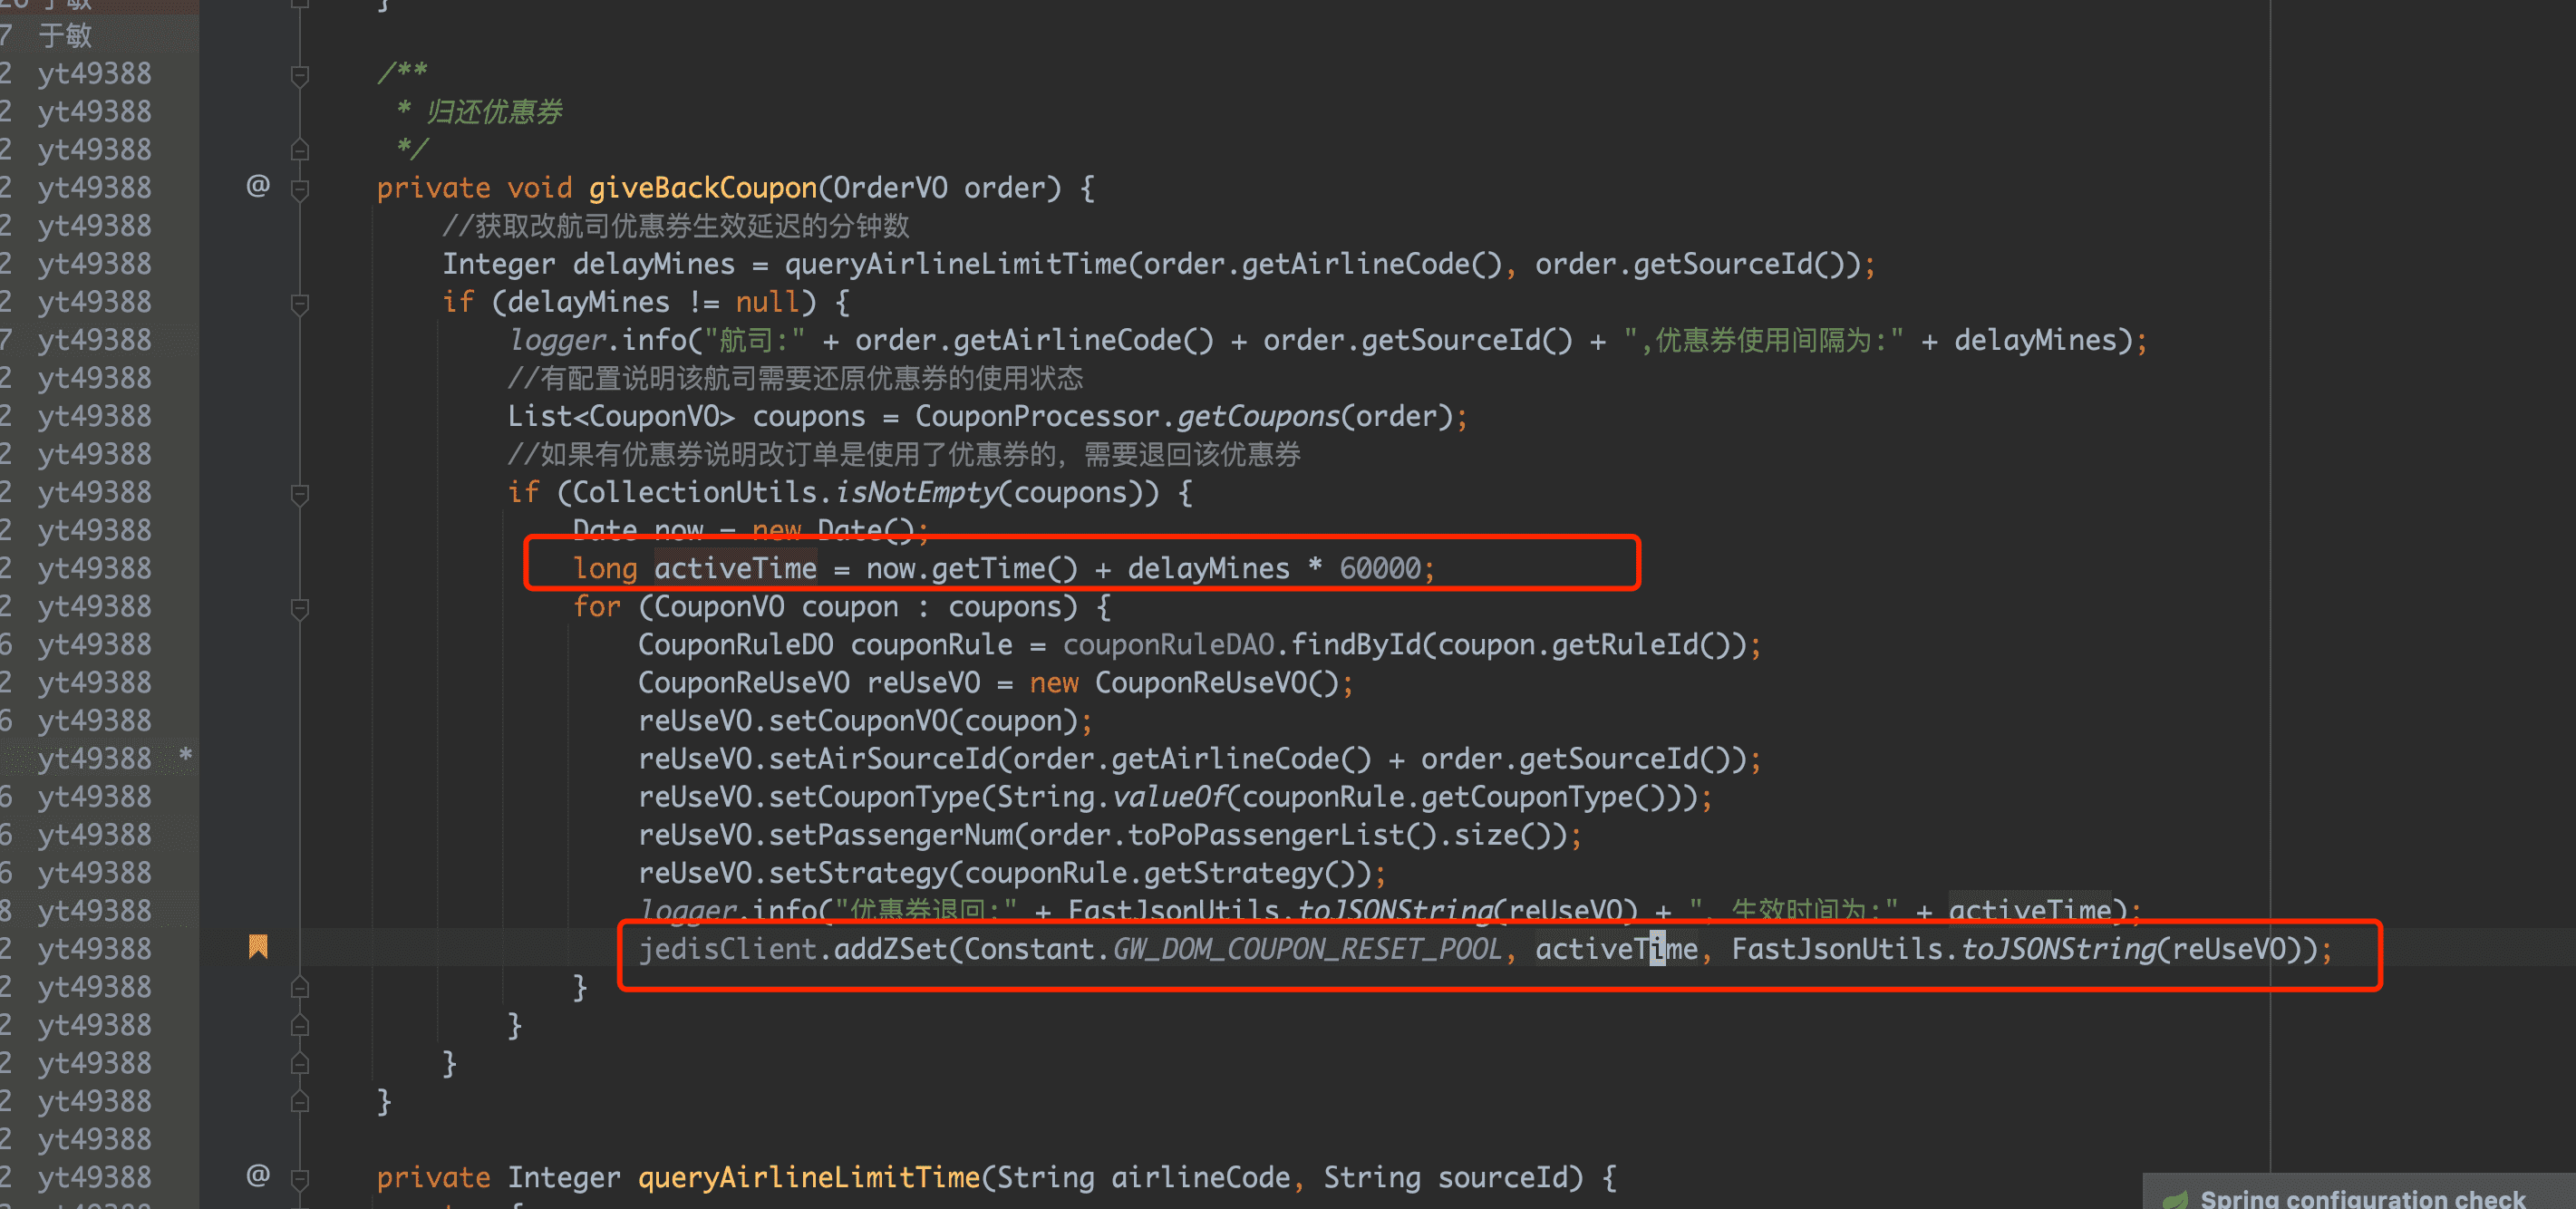 26 于敏 }
7 于敏
2 yt49388 /**
2 yt49388 * 归还优惠券
2 yt49388 */
2 yt49388 @ private void giveBackCoupon(OrderVO order) {
2 yt49388 //获取改航司优惠券生效延迟的分钟数
2 yt49388 Integer delayMines = queryAirlineLimitTime(order.getAirlineCode(), order.getSourceId());
2 yt49388 if (delayMines != null) {
7 yt49388 logger.info("航司:" + order.getAirlineCode() + order.getSourceId() + ",优惠券使用间隔为:" + delayMines);
2 yt49388 //有配置说明该航司需要还原优惠券的使用状态
2 yt49388 List<CouponVO> coupons = CouponProcessor.getCoupons(order);
2 yt49388 //如果有优惠券说明改订单是使用了优惠券的，需要退回该优惠券
2 yt49388 if (CollectionUtils.isNotEmpty(coupons)) {
2 yt49388 Date now = new Date();
2 yt49388 long activeTime = now.getTime() + delayMines * 60000;
2 yt49388 for (CouponVO coupon : coupons) {
6 yt49388 CouponRuleDO couponRule = couponRuleDAO.findById(coupon.getRuleId());
2 yt49388 CouponReUseVO reUseVO = new CouponReUseVO();
6 yt49388 reUseVO.setCouponVO(coupon);
yt49388 * reUseVO.setAirSourceId(order.getAirlineCode() + order.getSourceId());
6 yt49388 reUseVO.setCouponType(String.valueOf(couponRule.getCouponType()));
6 yt49388 reUseVO.setPassengerNum(order.toPoPassengerList().size());
6 yt49388 reUseVO.setStrategy(couponRule.getStrategy());
8 yt49388 logger.info("优惠券退回:" + FastJsonUtils.toJSONString(reUseVO) + ", 生效时间为:" + activeTime);
2 yt49388 jedisClient.addZSet(Constant.GW_DOM_COUPON_RESET_POOL, activeTime, FastJsonUtils.toJSONString(reUseVO));
2 yt49388 }
2 yt49388 }
2 yt49388 }
2 yt49388 }
2 yt49388
2 yt49388 @ private Integer queryAirlineLimitTime(String airlineCode, String sourceId) {
Spring configuration check